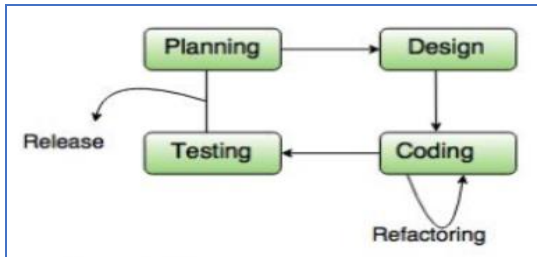 Planning
Design
Release
Testing
Coding
Refactoring